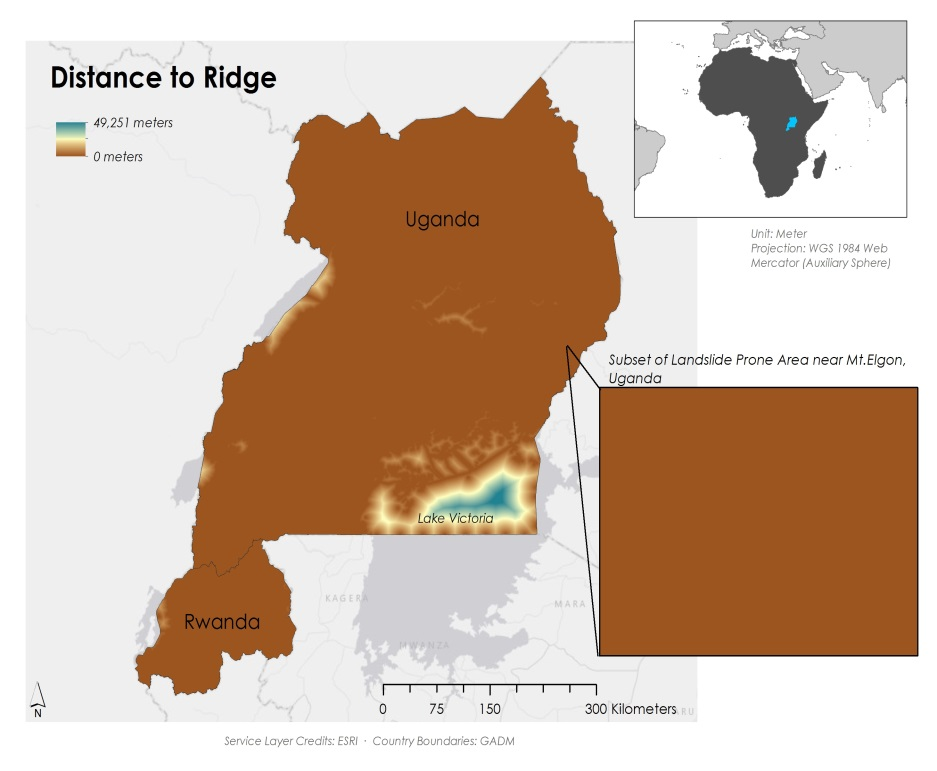 Distance to Ridge
49,251 meters
0 meters
Uganda
Unit: Meter
Projection: WGS 1984 Web
Mercator (Auxiliary Sphere)
Subset of Landslide Prone Area near Mt.Elgon,
Uganda
Lake Victoria
KAGERA
MARA
Rwanda
MWANZA
N
0 75 150 300 Kilometers
Service Layer Credits: ESRI · Country Boundaries: GADM